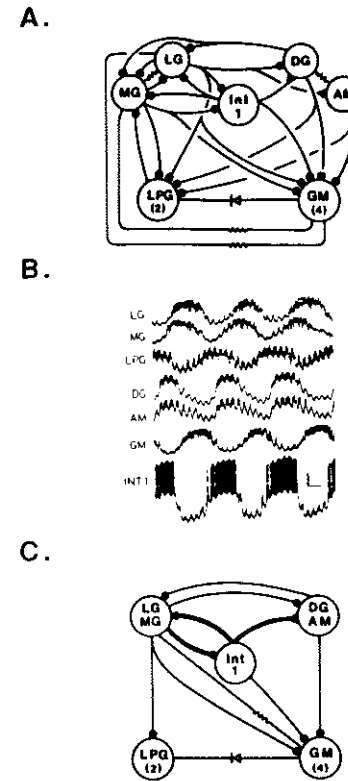 A.
LG
DG
MG
Int
1
AM
LPG
(2)
GM
(4)
B.
LG
MG
LPG
DG
AM
GM
INT 1
C.
LG
MG
DG
AM
Int
1
LPG
(2)
GM
(4)